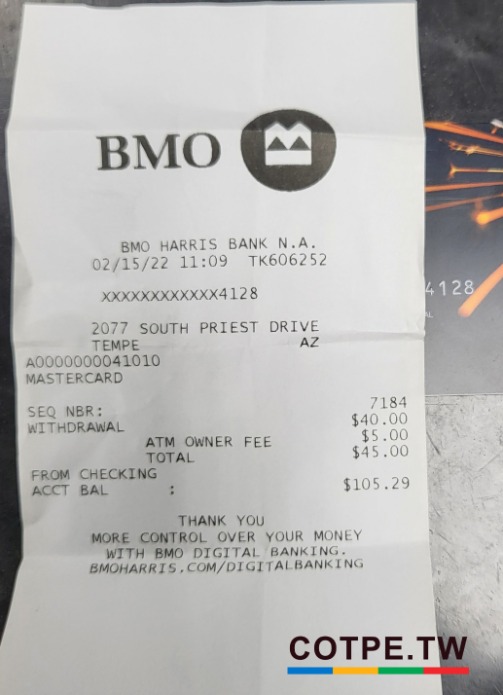 BMO
BMO HARRIS BANK N.A.
02/15/22 11:09 TK606252
XXXXXXXXXXXX4128
4128
2077 SOUTH PRIEST DRIVE
TEMPE AZ
A0000000041010
MASTERCARD
SEQ NBR: 7184
WITHDRAWAL $40.00
ATM OWNER FEE $5.00
TOTAL $45.00
FROM CHECKING
ACCT BAL : $105.29
THANK YOU
MORE CONTROL OVER YOUR MONEY
WITH BMO DIGITAL BANKING.
BMOHARRIS.COM/DIGITALBANKING
COTPE.TW